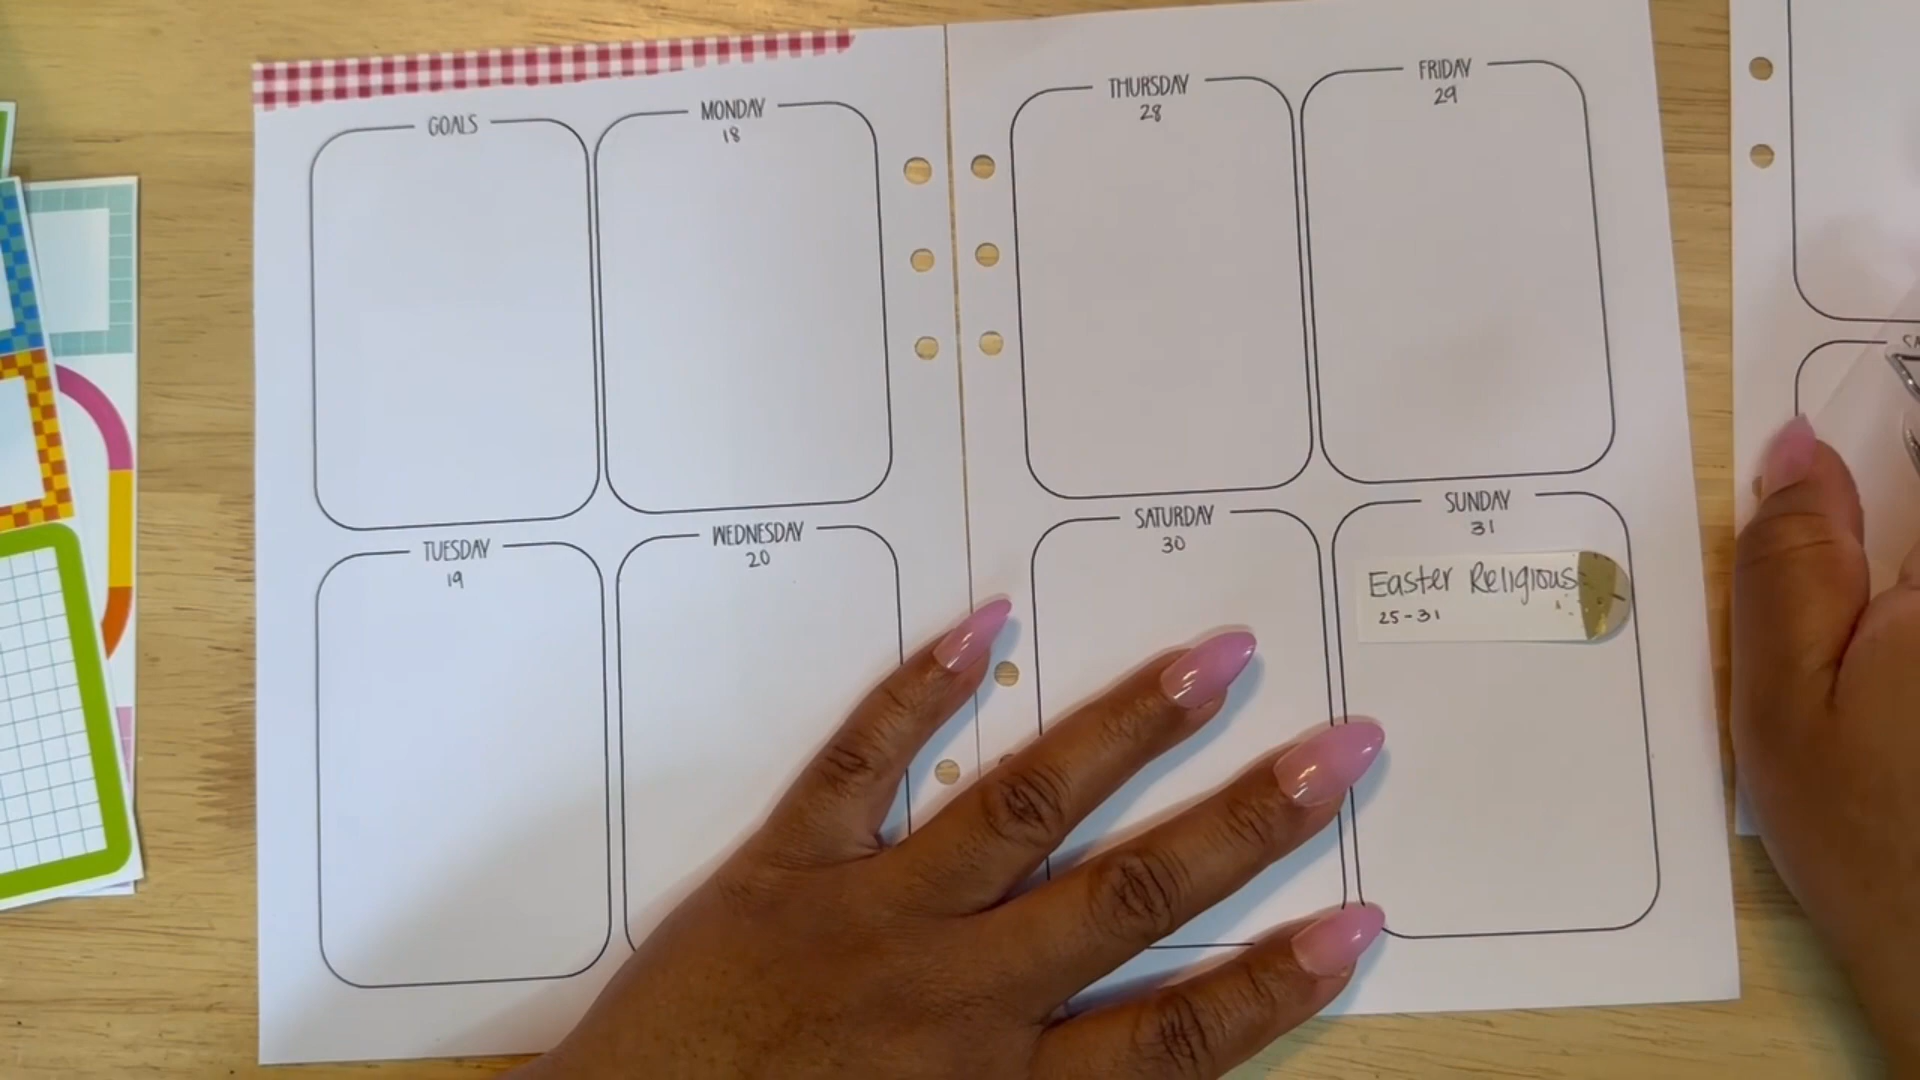 GOALS
MONDAY
18
TUESDAY
19
WEDNESDAY
20
THURSDAY
28
FRIDAY
29
SATURDAY
30
SUNDAY
31
Easter Religious
25-31
SA